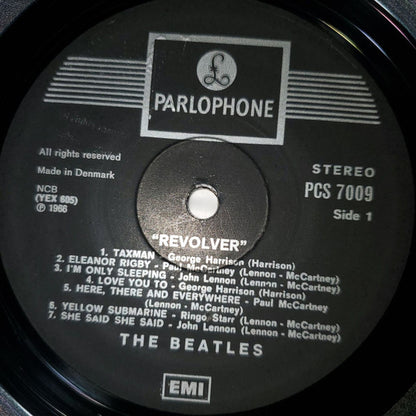 £
PARLOPHONE
All rights reserved
Made in Denmark
NCB
(YEX 605)
Ⓟ 1966
STEREO
PCS 7009
Side 1
"REVOLVER"
1. TAXMAN - George Harrison (Harrison)
2. ELEANOR RIGBY - Paul McCartney (Lennon - McCartney)
3. I'M ONLY SLEEPING - John Lennon (Lennon - McCartney)
4. LOVE YOU TO - George Harrison (Harrison)
5. HERE, THERE AND EVERYWHERE - Paul McCartney
(Lennon - McCartney)
6. YELLOW SUBMARINE - Ringo Starr (Lennon - McCartney)
7. SHE SAID SHE SAID - John Lennon (Lennon - McCartney)
THE BEATLES
EMI